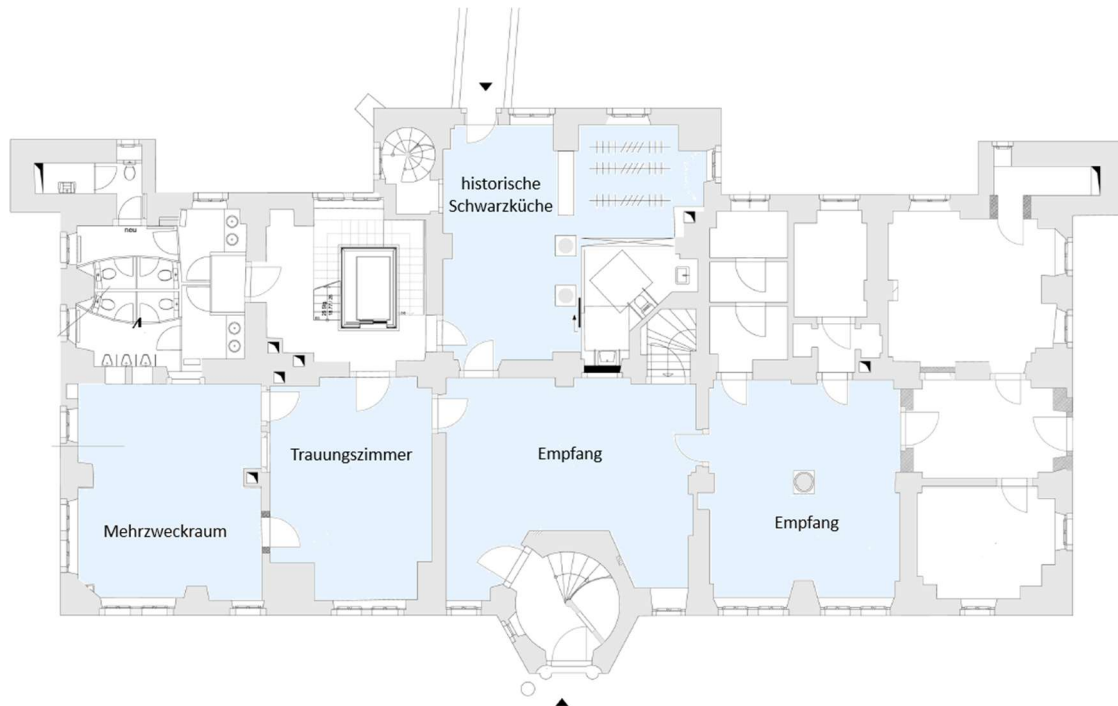 historische
Schwarzküche
neu
A
Trauungszimmer
Empfang
Mehrzweckraum
Empfang